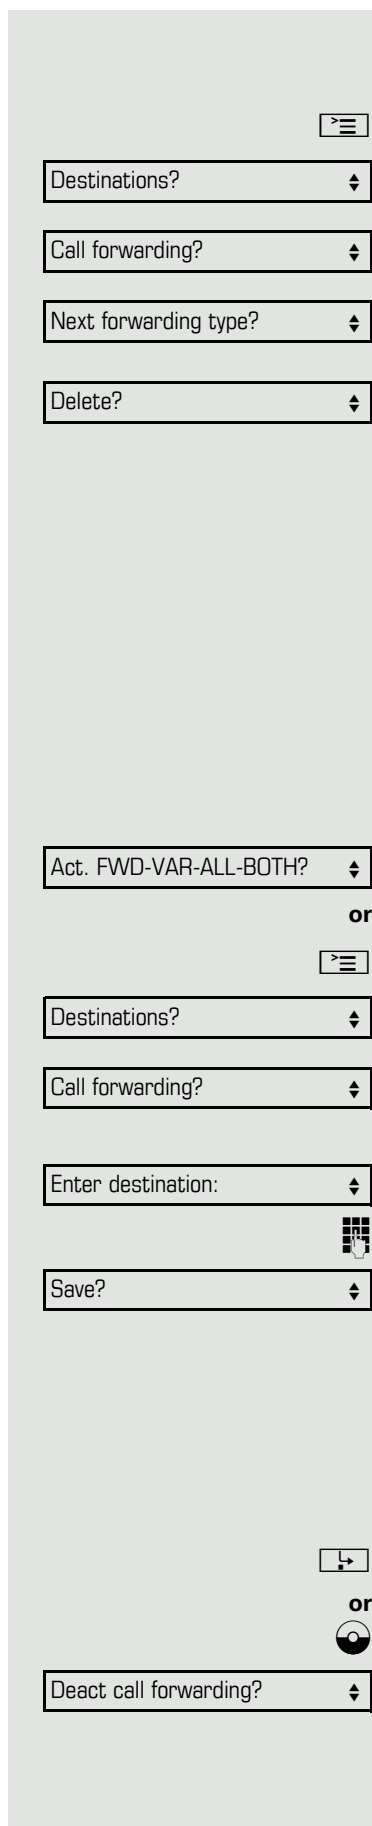 Destinations?
Call forwarding?
Next forwarding type?
Delete?
Act. FWD-VAR-ALL-BOTH?
or
Destinations?
Call forwarding?
Enter destination:
Save?
or
Deact call forwarding?